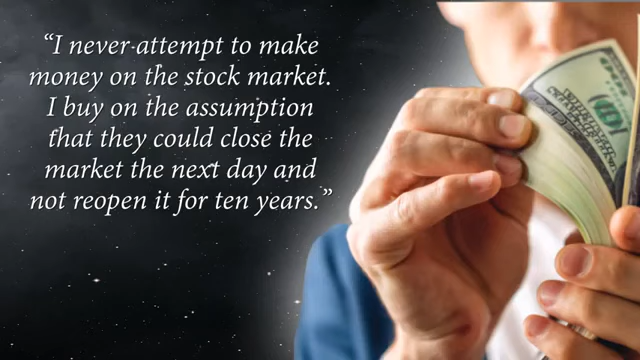 “I never attempt to make
money on the stock market.
I buy on the assumption
that they could close the
market the next day and
not reopen it for ten years.”